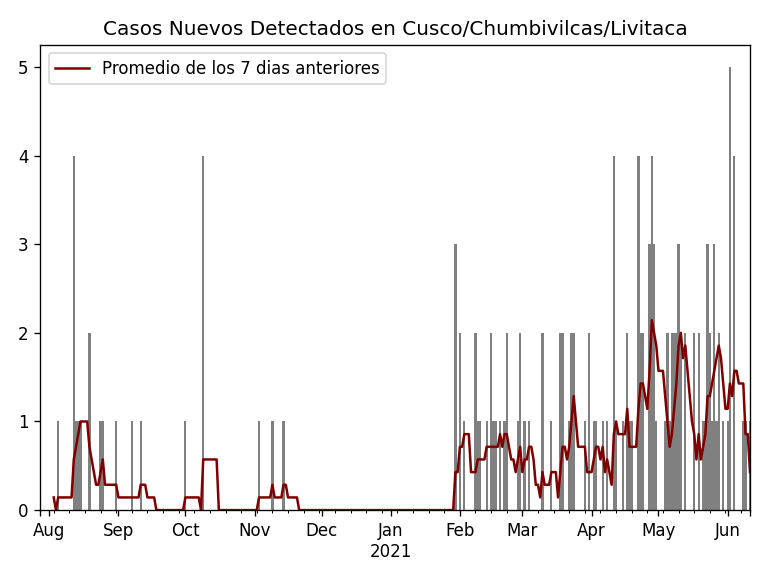 Casos Nuevos Detectados en Cusco/Chumbivilcas/Livitaca
Promedio de los 7 dias anteriores
5
4
3
2
1
0
Aug Sep Oct Nov Dec Jan Feb Mar Apr May Jun
2021